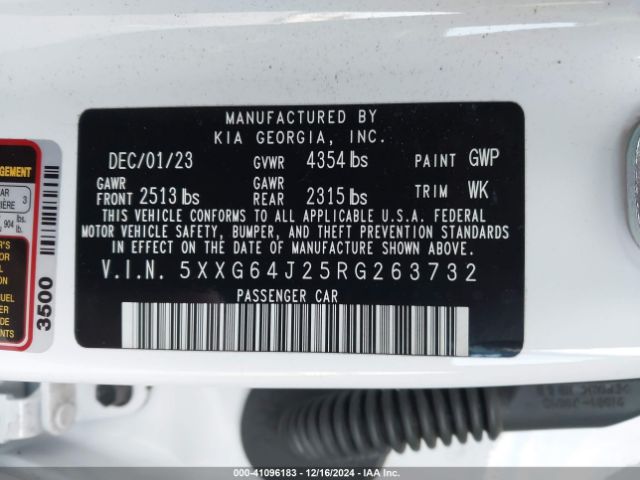 MANUFACTURED BY
KIA GEORGIA, INC.
DEC/01/23 GVWR 4354 lbs PAINT GWP
GAWR FRONT 2513 lbs GAWR REAR 2315 lbs TRIM WK
THIS VEHICLE CONFORMS TO ALL APPLICABLE U.S.A. FEDERAL
MOTOR VEHICLE SAFETY, BUMPER, AND THEFT PREVENTION STANDARDS
IN EFFECT ON THE DATE OF MANUFACTURE SHOWN ABOVE.
V.I.N. 5XXG64J25RG263732
PASSENGER CAR
3
904 lbs.
3500
000-41096183 - 12/16/2024 - IAA Inc.